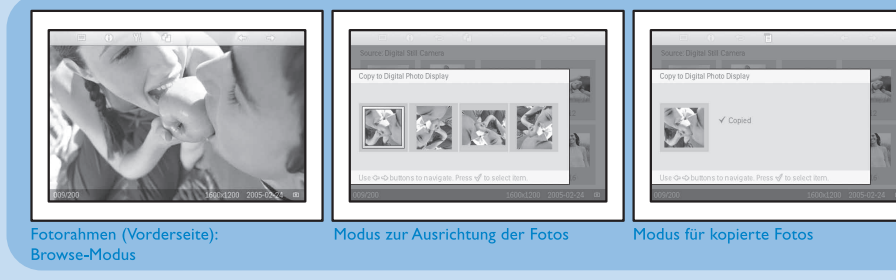 009/200 1600x1200 2005-02-24
Fotorahmen (Vorderseite):
Browse-Modus
Source: Digital Still Camera
Copy to Digital Photo Display
Use buttons to navigate. Press to select item.
009/200 1600x1200 2005-02-24
Modus zur Ausrichtung der Fotos
Source: Digital Still Camera
Copy to Digital Photo Display
Copied
Use buttons to navigate. Press to select item.
009/200 1600x1200 2005-02-24
Modus für kopierte Fotos